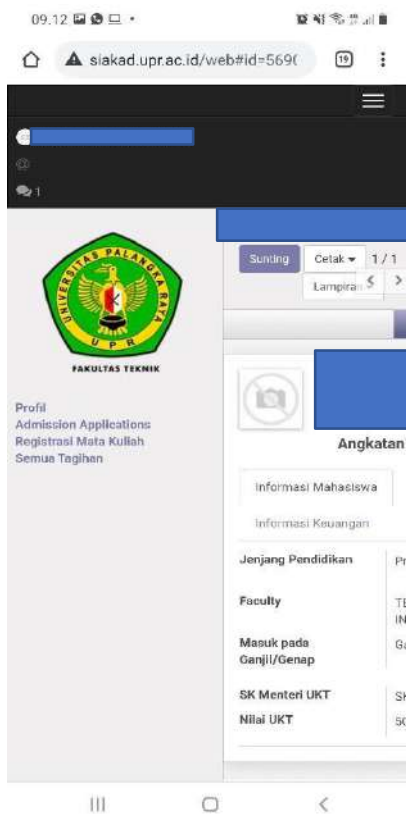 09.12
siakad.upr.ac.id/web#id=569(
19
@
1
UNIVERSITAS PALANGKA RAYA
UPR
FAKULTAS TEKNIK
Profil
Admission Applications
Registrasi Mata Kuliah
Semua Tagihan
Sunting Cetak 1 / 1
Lampiran
Angkatan
Informasi Mahasiswa
Informasi Keuangan
Jenjang Pendidikan
Faculty
Masuk pada
Ganjil/Genap
SK Menteri UKT
Nilai UKT